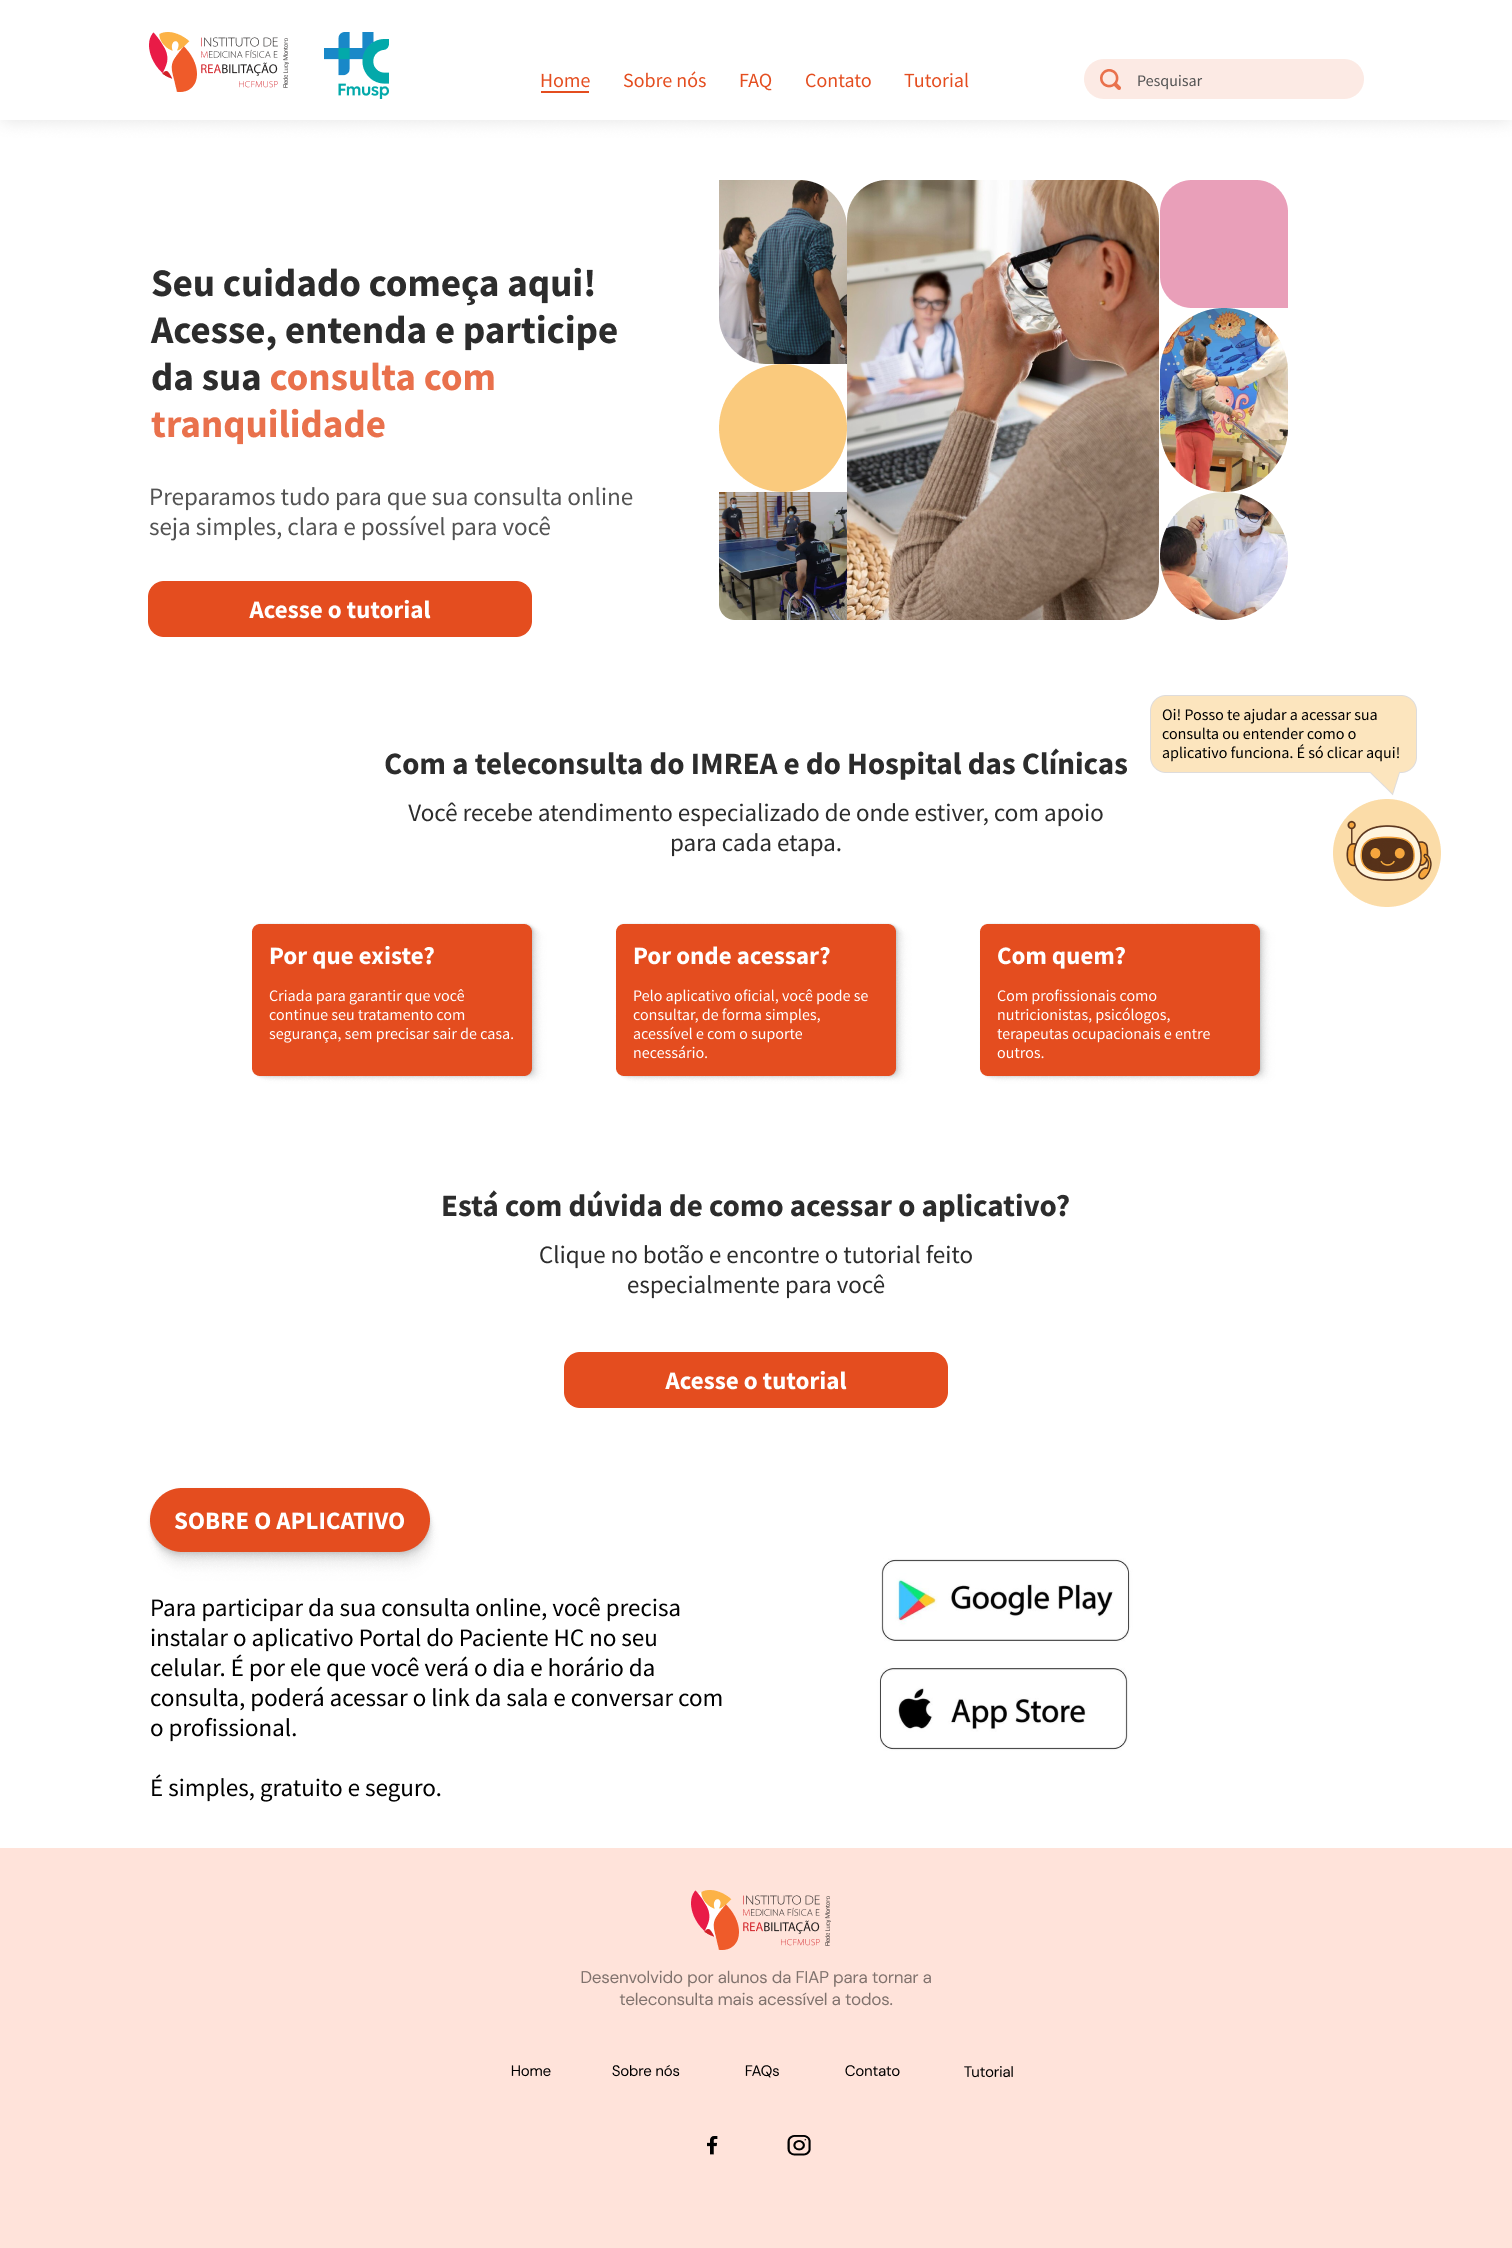 INSTITUTO DE
MEDICINA FÍSICA E
REABILITAÇÃO
HCFMUSP
Rede Lucy Montoro
HC
Fmusp
Home
Sobre nós
FAQ
Contato
Tutorial
Pesquisar
Seu cuidado começa aqui!
Acesse, entenda e participe
da sua consulta com
tranquilidade
Preparamos tudo para que sua consulta online
seja simples, clara e possível para você
Acesse o tutorial
Oi! Posso te ajudar a acessar sua
consulta ou entender como o
aplicativo funciona. É só clicar aqui!
Com a teleconsulta do IMREA e do Hospital das Clínicas
Você recebe atendimento especializado de onde estiver, com apoio
para cada etapa.
Por que existe?
Criada para garantir que você
continue seu tratamento com
segurança, sem precisar sair de casa.
Por onde acessar?
Pelo aplicativo oficial, você pode se
consultar, de forma simples,
acessível e com o suporte
necessário.
Com quem?
Com profissionais como
nutricionistas, psicólogos,
terapeutas ocupacionais e entre
outros.
Está com dúvida de como acessar o aplicativo?
Clique no botão e encontre o tutorial feito
especialmente para você
Acesse o tutorial
SOBRE O APLICATIVO
Para participar da sua consulta online, você precisa
instalar o aplicativo Portal do Paciente HC no seu
celular. É por ele que você verá o dia e horário da
consulta, poderá acessar o link da sala e conversar com
o profissional.
É simples, gratuito e seguro.
Google Play
App Store
INSTITUTO DE
MEDICINA FÍSICA E
REABILITAÇÃO
HCFMUSP
Rede Lucy Montoro
Desenvolvido por alunos da FIAP para tornar a
teleconsulta mais acessível a todos.
Home
Sobre nós
FAQs
Contato
Tutorial